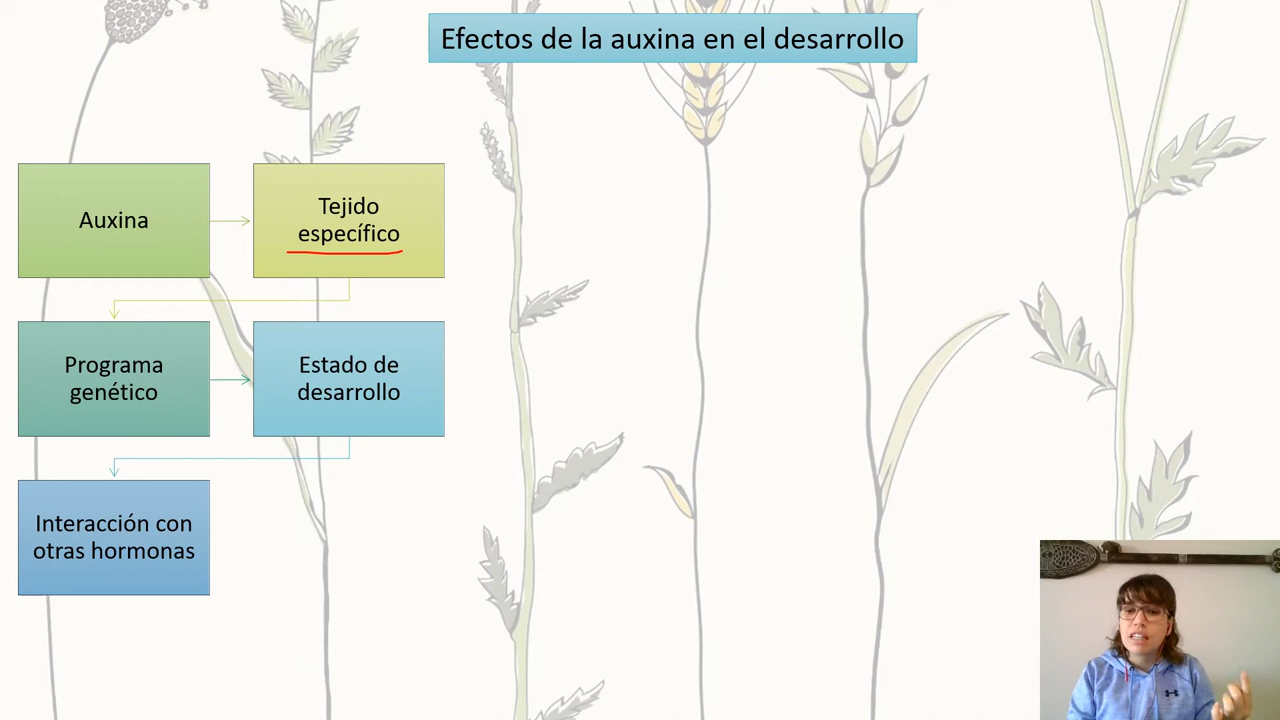 Efectos de la auxina en el desarrollo
Auxina
Tejido
específico
Programa
genético
Estado de
desarrollo
Interacción con
otras hormonas